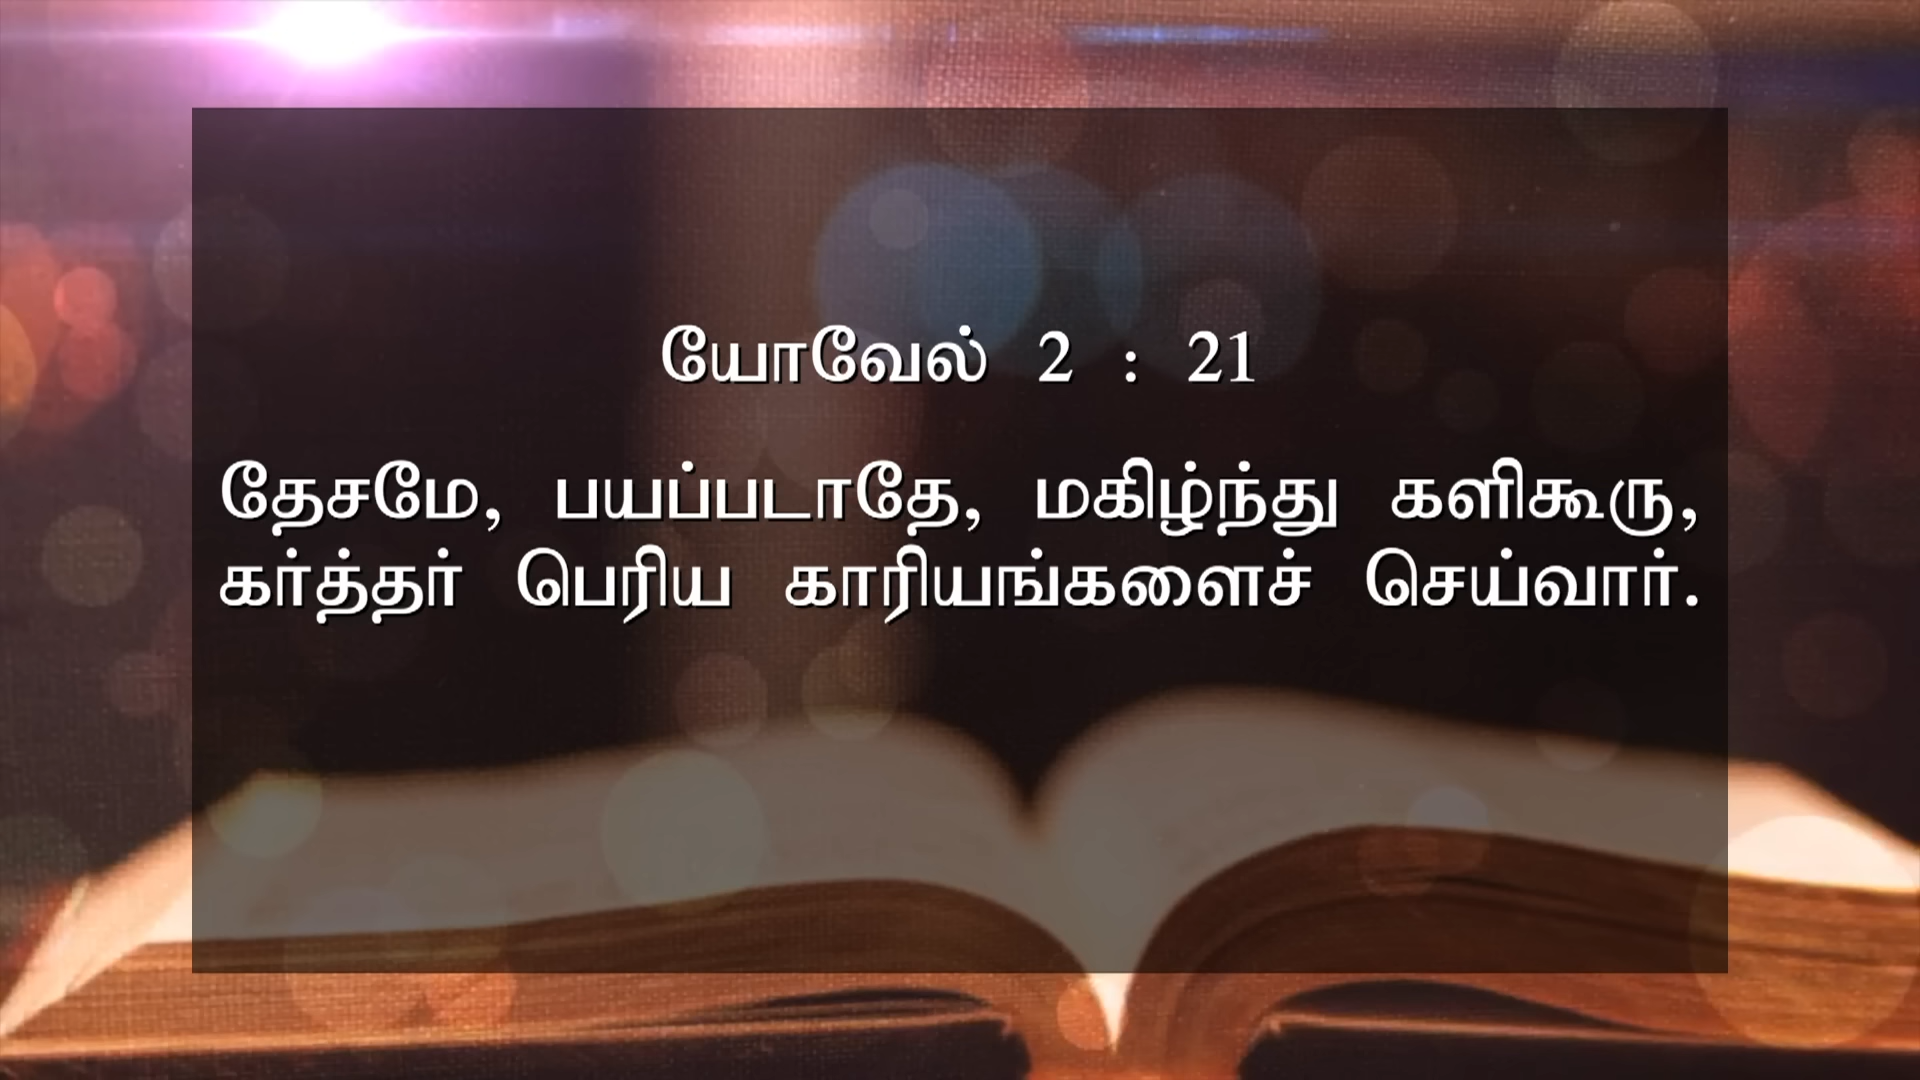 யோவேல் 2 : 21
தேசமே, பயப்படாதே, மகிழ்ந்து களிகூரு,
கர்த்தர் பெரிய காரியங்களைச் செய்வார்.